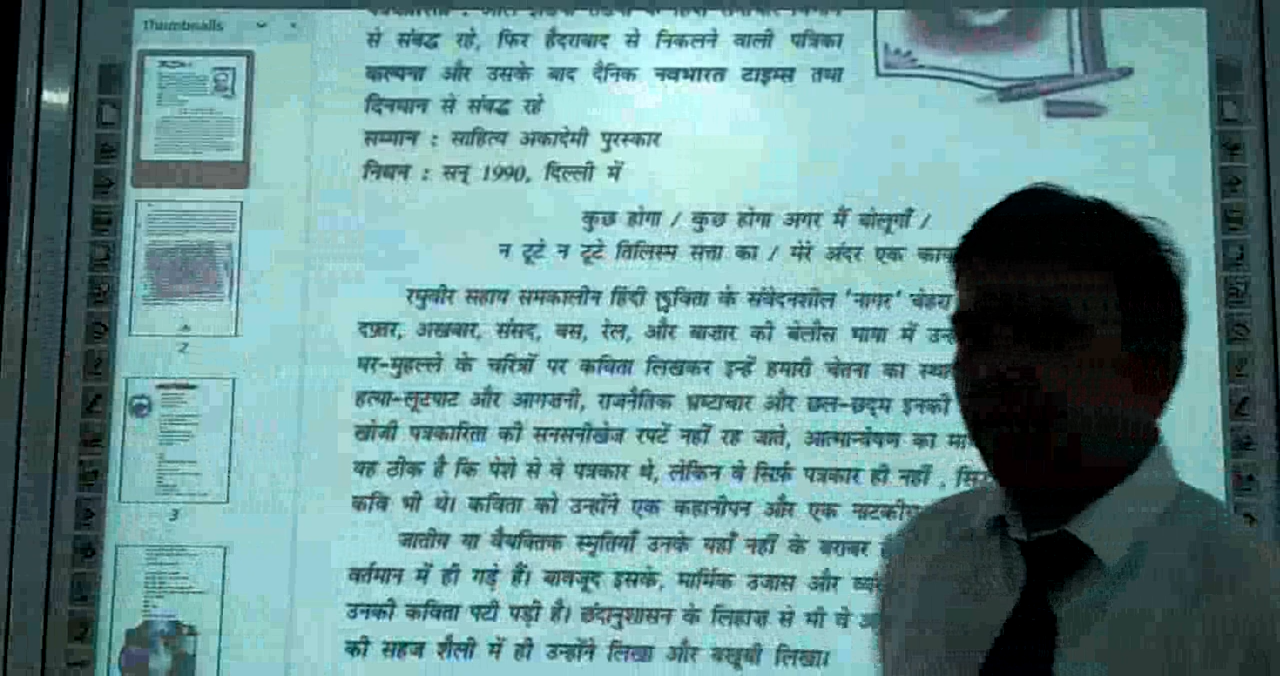 Thumbnails
से संबद्ध रहे, फिर हैदराबाद से निकलने वाली पत्रिका
कल्पना और उसके बाद दैनिक नवभारत टाइम्स तथा
दिनमान से संबद्ध रहे
सम्मान : साहित्य अकादेमी पुरस्कार
निधन : सन् 1990, दिल्ली में
कुछ होगा / कुछ होगा अगर मैं बोलूगाँ /
न टूटे न टूटे तिलिस्म सत्ता का / मेरे अंदर एक
रघुवीर सहाय समकालीन हिंदी के संवेदनशील 'नागर' चेहरा
दफ़्तर, अखबार, संसद, बस, रेल, और बाज़ार की बेलौस भाषा में
घर-मुहल्ले के चरित्रों पर कविता लिखकर इन्हें हमारी चेतना का
हत्या-लूटपाट और आगजनी, राजनैतिक भ्रष्टाचार और छल-छद्म इनकी
खोजी पत्रकारिता की सनसनीखेज रपटें नहीं रह जाते, आत्मान्वेषण का
यह ठीक है कि पेशे से वे पत्रकार थे, लेकिन वे सिर्फ़ पत्रकार ही नहीं ,
कवि भी थे। कविता को उन्होंने एक कहानीपन और एक
जातीय या वैयक्तिक स्मृतियाँ उनके यहाँ नहीं के बराबर
वर्तमान में ही गड़े हैं। बावजूद इसके, मार्मिक उजास और
उनकी कविता पटी पड़ी है। छंदानुशासन के लिहाज़ से भी वे
की सहज शैली में ही उन्होंने लिखा और बखूबी लिखा।
2
3